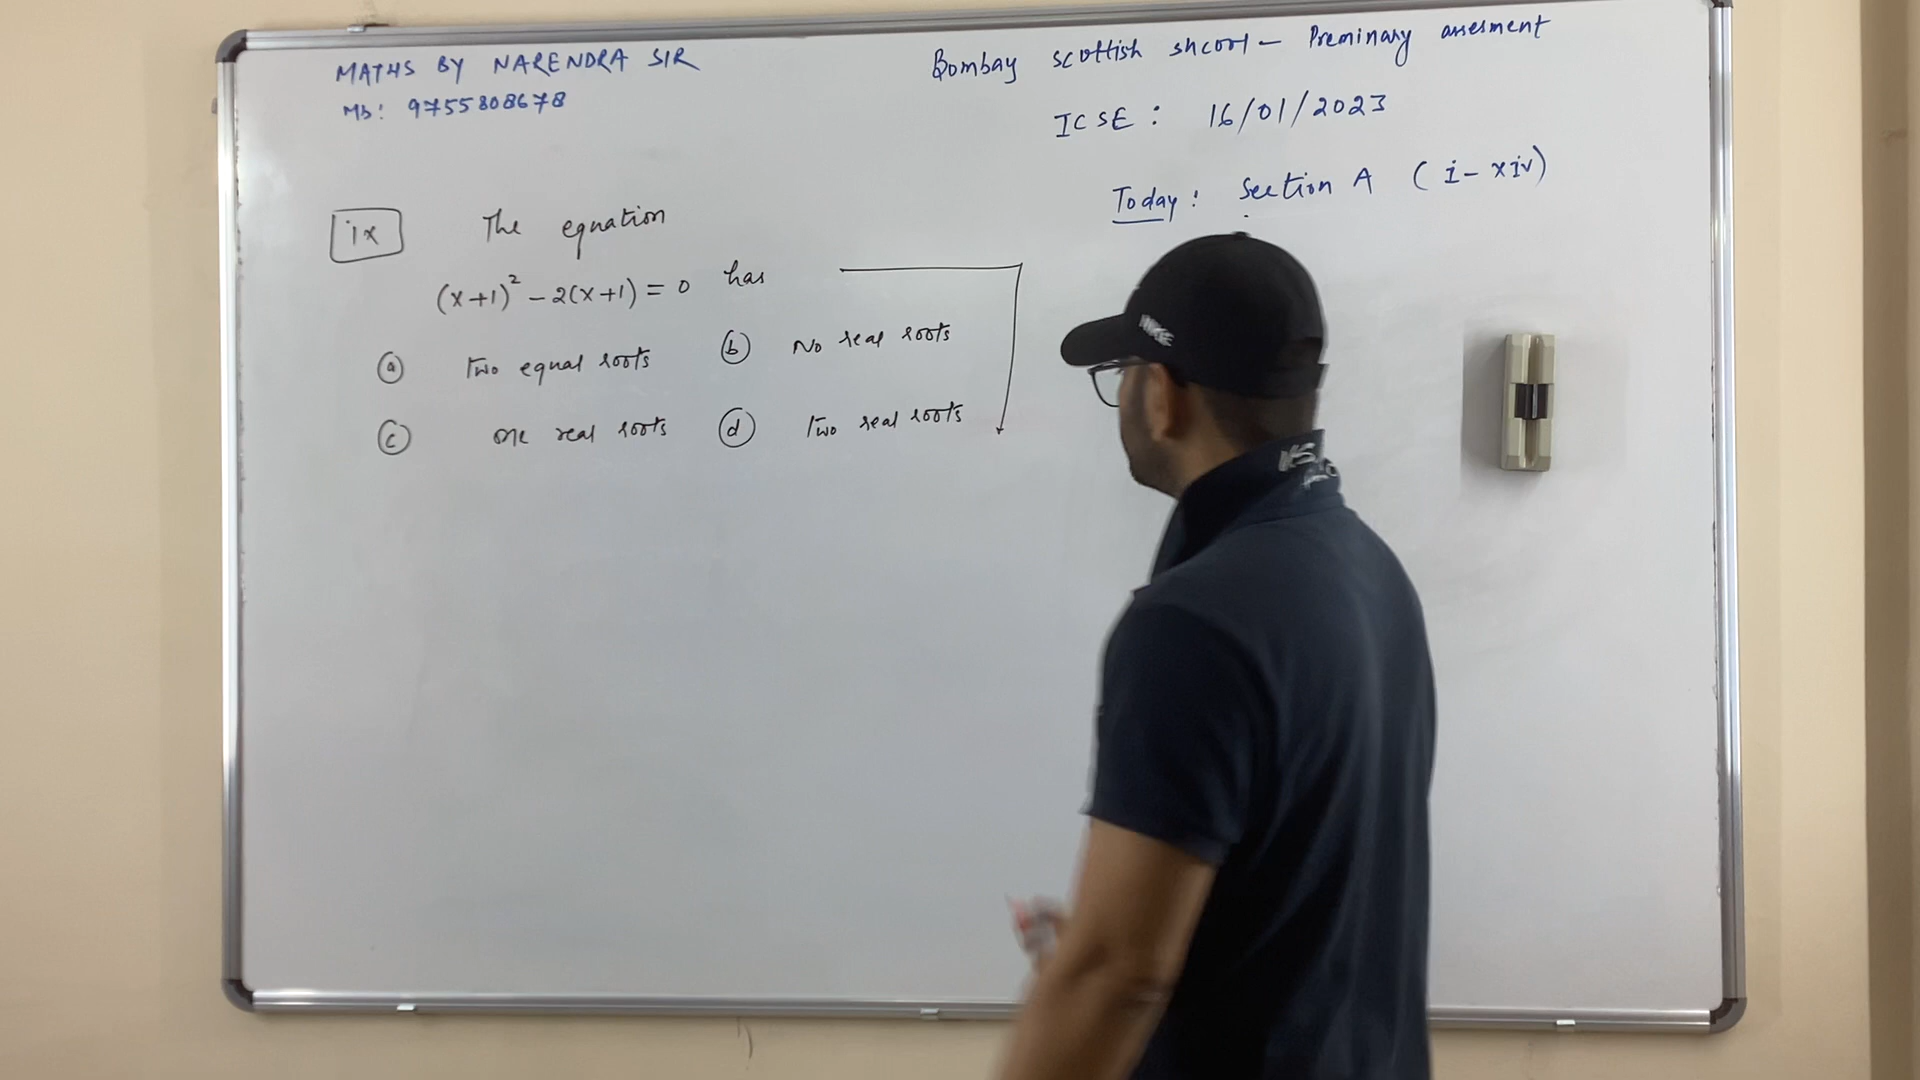 MATHS BY NARENDRA SIR
Mb: 9755808678
Bombay scottish shcool - Preminary assesment
ICSE: 16/01/2023
Today: Section A (i - xiv)
ix The equation
(x+1)² - 2(x+1) = 0 has
a Two equal roots b No real roots
c one real roots d Two real roots